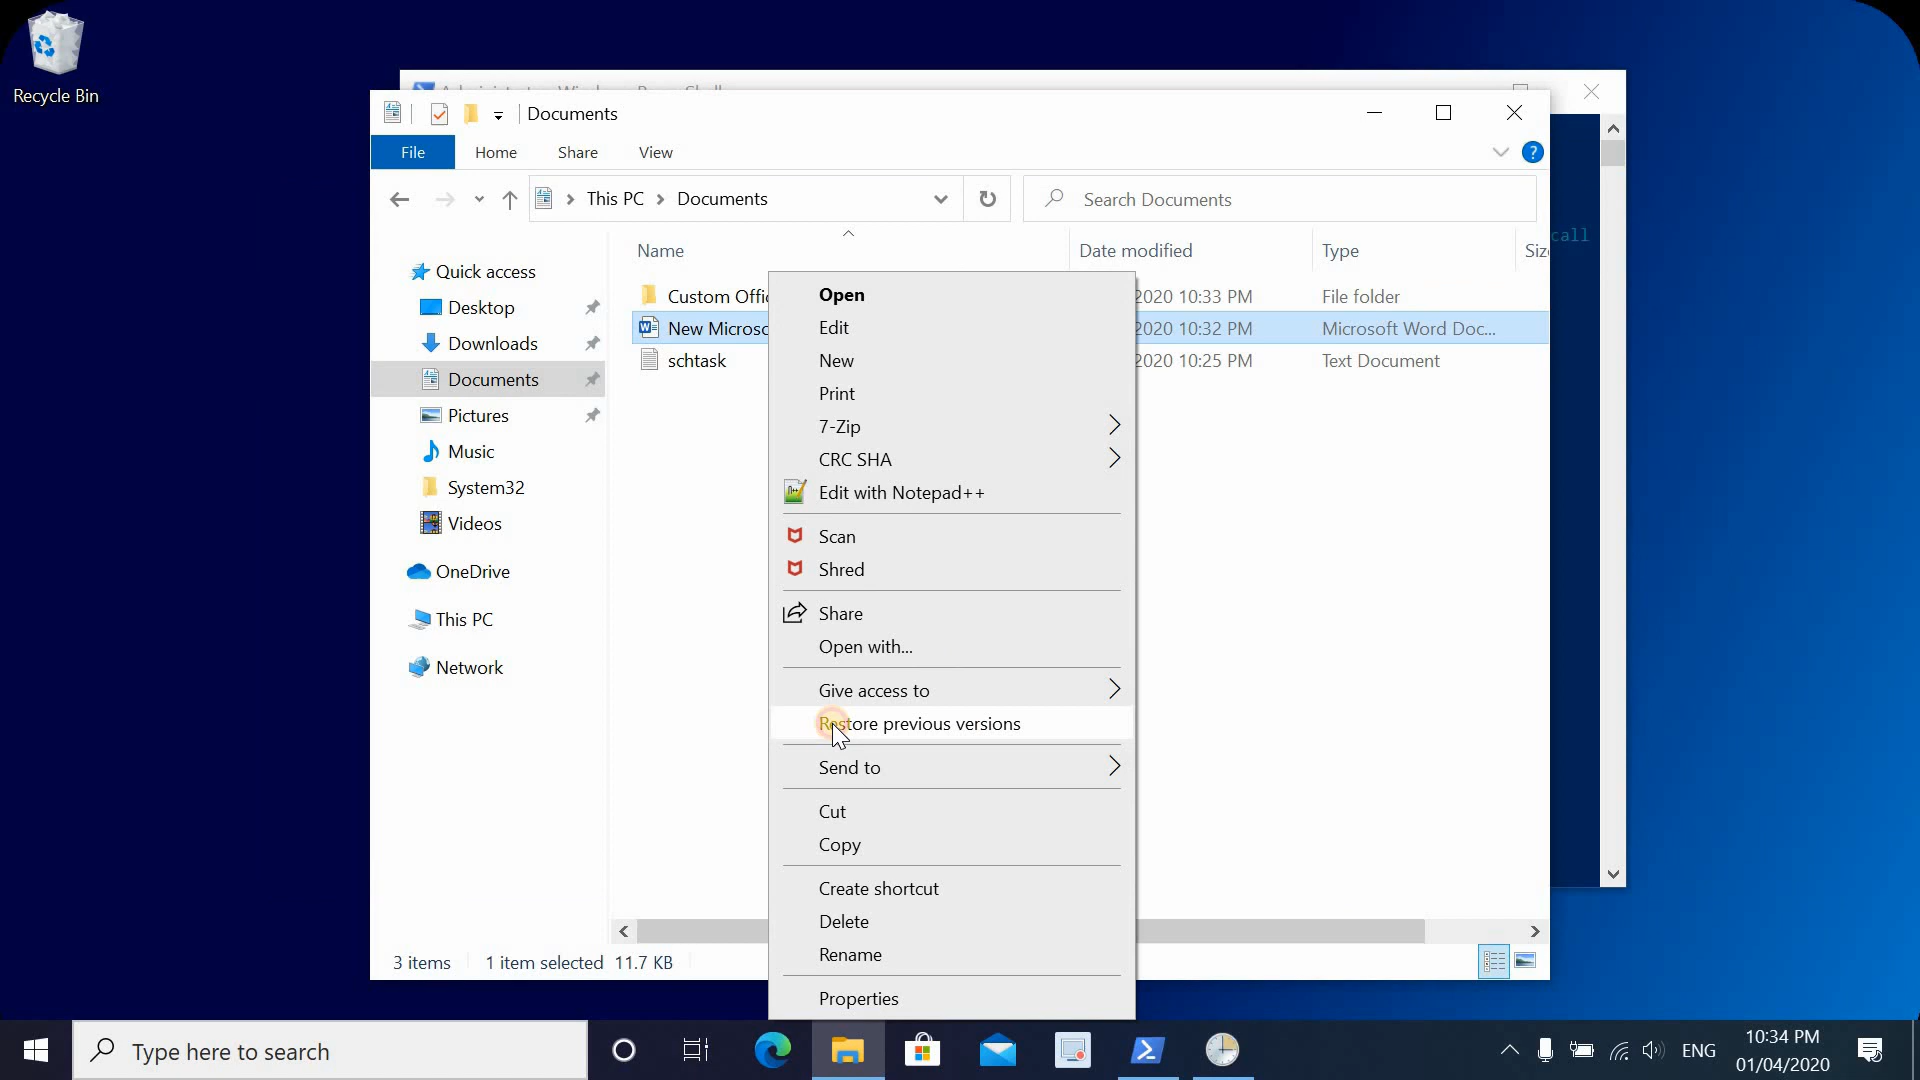 Recycle Bin
Documents
File Home Share View
This PC Documents
Search Documents
call
Name Date modified Type
Quick access
Desktop
Downloads
Documents
Pictures
Music
System32
Videos
OneDrive
This PC
Network
Custom 2020 10:33 PM File folder
New 2020 10:32 PM Microsoft Word Doc...
schtask 2020 10:25 PM Text Document
Open
Edit
New
Print
7-Zip
CRC SHA
Edit with Notepad++
Scan
Shred
Share
Open with...
Give access to
Restore previous versions
Send to
Cut
Copy
Create shortcut
Delete
Rename
Properties
3 items 1 item selected 11.7 KB
Type here to search
ENG
10:34 PM
01/04/2020